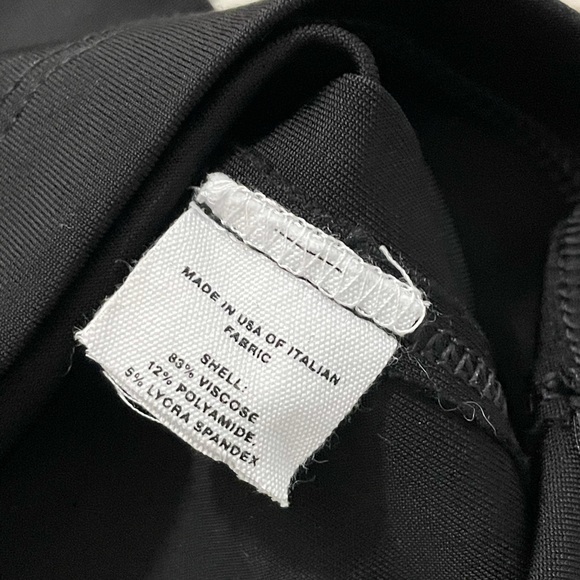 MADE IN USA OF ITALIAN
FABRIC
SHELL:
83% VISCOSE
12% POLYAMIDE,
5% LYCRA SPANDEX